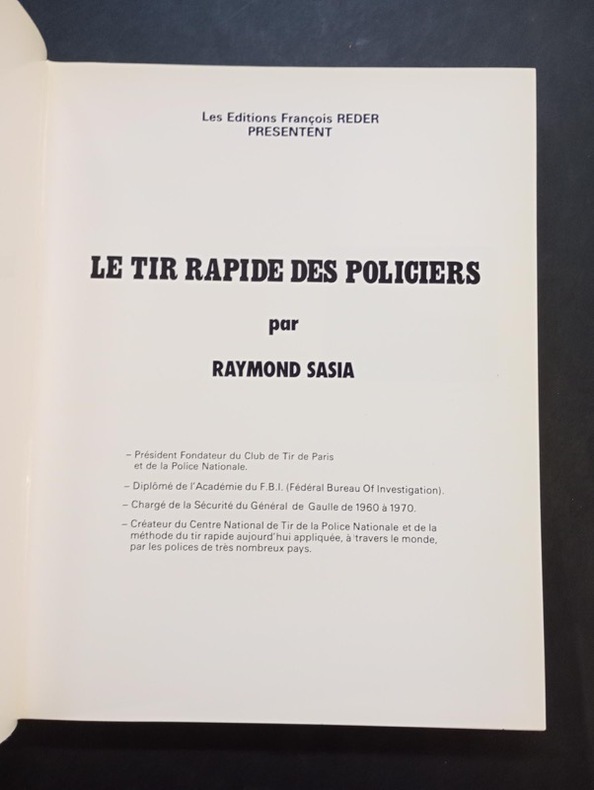 Les Editions François REDER
PRESENTENT
LE TIR RAPIDE DES POLICIERS
par
RAYMOND SASIA
– Président Fondateur du Club de Tir de Paris
et de la Police Nationale.
– Diplômé de l'Académie du F.B.I. (Fédéral Bureau Of Investigation).
– Chargé de la Sécurité du Général de Gaulle de 1960 à 1970.
– Créateur du Centre National de Tir de la Police Nationale et de la
méthode du tir rapide aujourd'hui appliquée, à travers le monde,
par les polices de très nombreux pays.